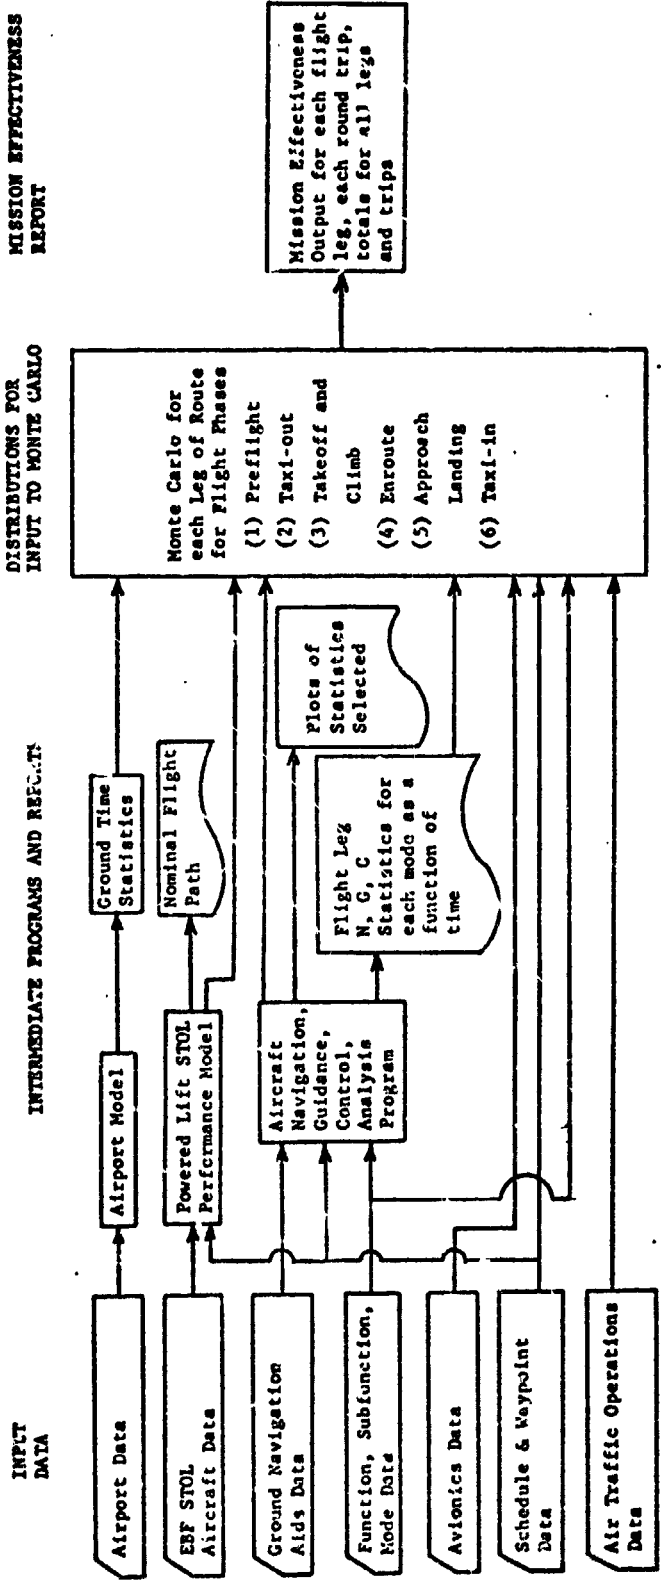 INPUT
DATA
INTERMEDIATE PROGRAMS AND REPORTS
DISTRIBUTIONS FOR
INPUT TO MONTE CARLO
MISSION EFFECTIVENESS
REPORT
Airport Data
EBF STOL
Aircraft Data
Ground Navigation
Aids Data
Function, Subfunction,
Mode Data
Avionics Data
Schedule & Waypoint
Data
Air Traffic Operations
Data
Airport Model
Powered Lift STOL
Performance Model
Aircraft
Navigation,
Guidance,
Control,
Analysis
Program
Ground Time
Statistics
Nominal Flight
Path
Plots of
Statistics
Selected
Flight Leg
N, G, C
Statistics for
each mode as a
function of
time
Monte Carlo for
each Leg of Route
for Flight Phases
(1) Preflight
(2) Taxi-out
(3) Takeoff and
Climb
(4) Enroute
(5) Approach
Landing
(6) Taxi-in
Mission Effectiveness
Output for each flight
leg, each round trip,
totals for all legs
and trips